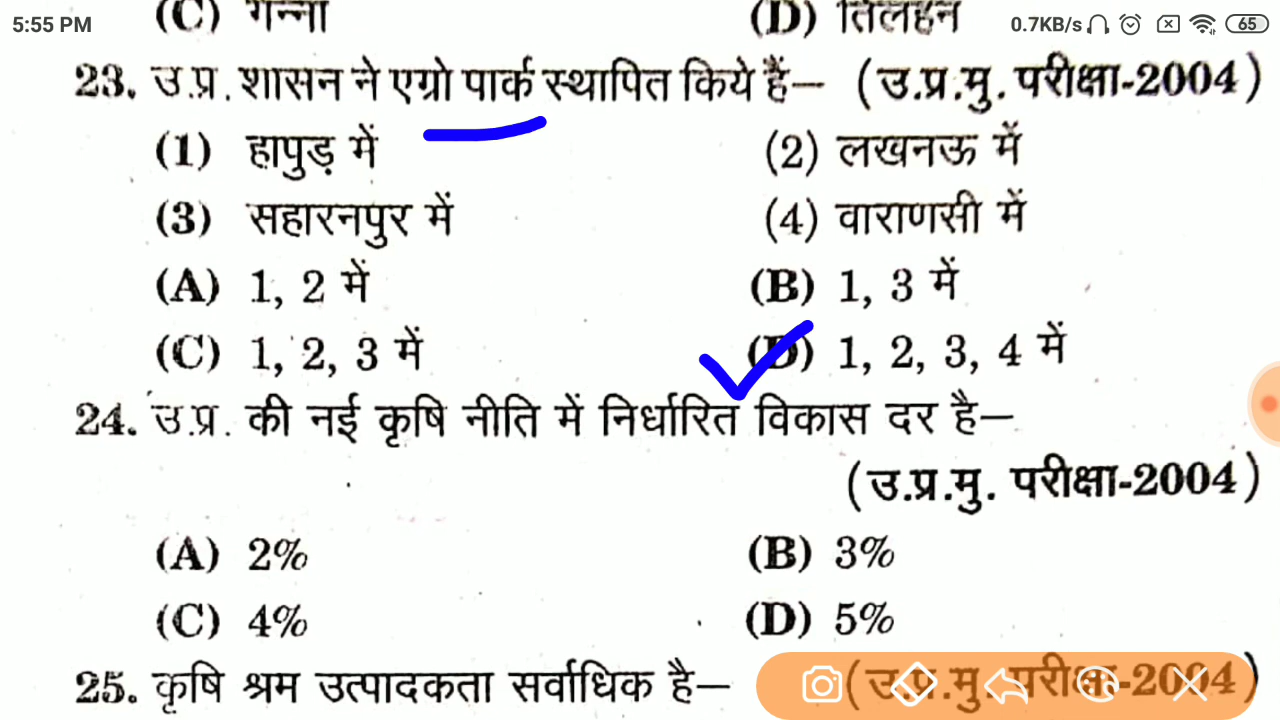 5:55 PM 0.7KB/s 65
(C) गन्ना (D) तिलहन
23. उ.प्र. शासन ने एग्रो पार्क स्थापित किये हैं– (उ.प्र.मु. परीक्षा-2004)
(1) हापुड़ में (2) लखनऊ में
(3) सहारनपुर में (4) वाराणसी में
(A) 1, 2 में (B) 1, 3 में
(C) 1, 2, 3 में (D) 1, 2, 3, 4 में
24. उ.प्र. की नई कृषि नीति में निर्धारित विकास दर है–
(उ.प्र.मु. परीक्षा-2004)
(A) 2% (B) 3%
(C) 4% (D) 5%
25. कृषि श्रम उत्पादकता सर्वाधिक है– (उ.प्र.मु. परीक्षा-2004)